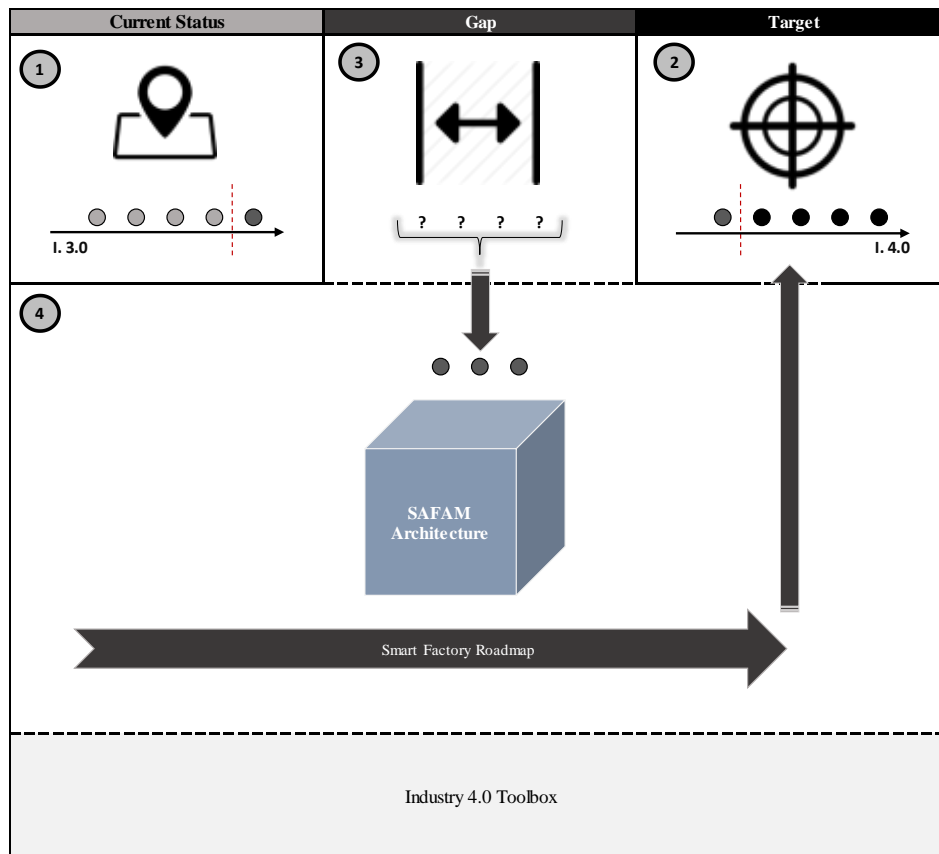 Current Status
Gap
Target
1
3
2
? ? ? ?
I. 3.0
I. 4.0
4
SAFAM
Architecture
Smart Factory Roadmap
Industry 4.0 Toolbox